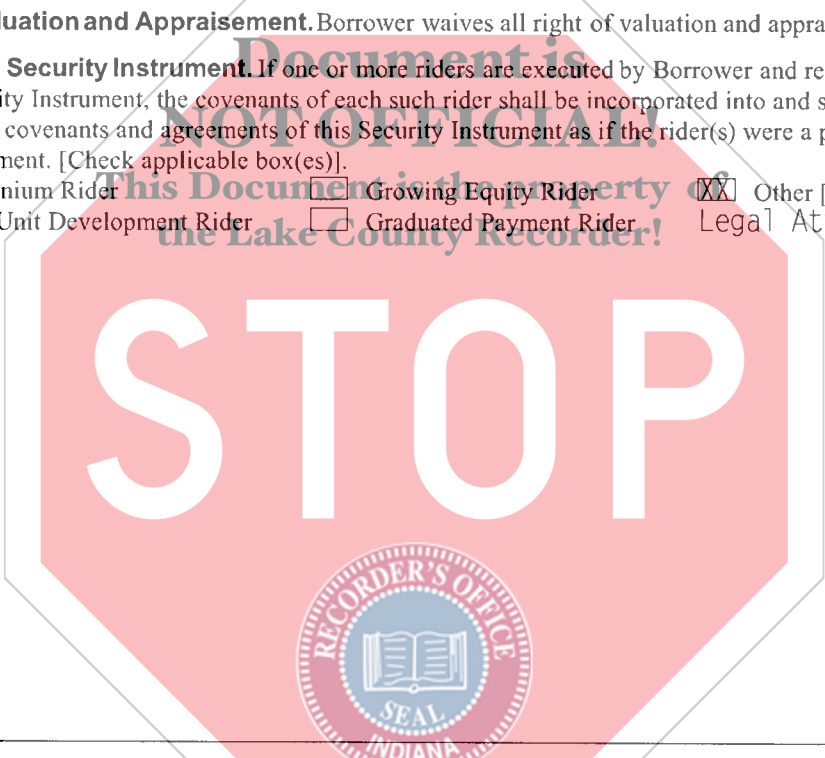 luation and Appraisement. Borrower waives all right of valuation and appra
Document is
Security Instrument. If one or more riders are executed by Borrower and re
ity Instrument, the covenants of each such rider shall be incorporated into and s
NOT OFFICIAL!
covenants and agreements of this Security Instrument as if the rider(s) were a p
ment. [Check applicable box(es)].
This Document is the property of
nium Rider Growing Equity Rider XX Other [
the Lake County Recorder!
Unit Development Rider Graduated Payment Rider Legal At
STOP
RECORDER'S OFFICE
SEAL
INDIANA